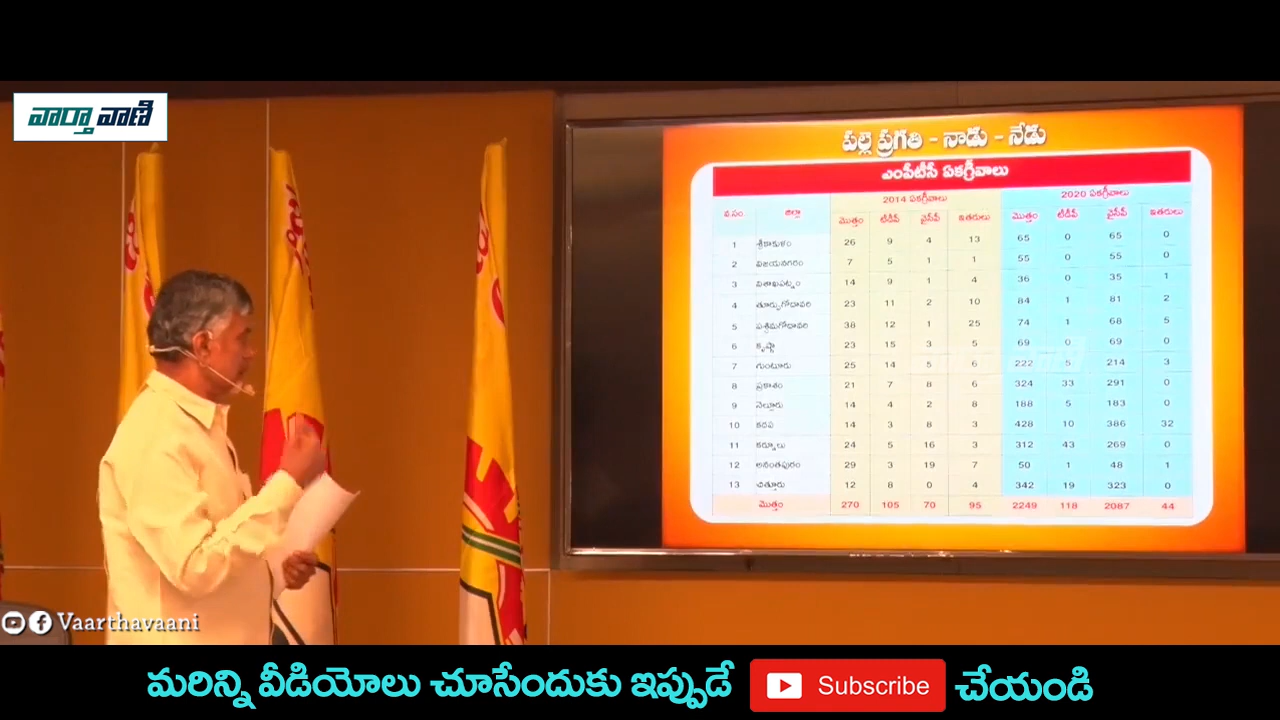 వార్తా వాణి
పల్లె ప్రగతి - నాడు - నేడు
ఎంపీటీసీ ఏకగ్రీవాలు
2014 ఏకగ్రీవాలు 2020 ఏకగ్రీవాలు
వ.సం. జిల్లా మొత్తం టీడీపీ వైసీపీ ఇతరులు మొత్తం టీడీపీ వైసీపీ ఇతరులు
1 శ్రీకాకుళం 26 9 4 13 65 0 65 0
2 విజయనగరం 7 5 1 1 55 0 55 0
3 విశాఖపట్నం 14 9 1 4 36 0 35 1
4 తూర్పుగోదావరి 23 11 2 10 84 1 81 2
5 పశ్చిమగోదావరి 38 12 1 25 74 1 68 5
6 కృష్ణా 23 15 3 5 69 0 69 0
7 గుంటూరు 25 14 5 6 222 5 214 3
8 ప్రకాశం 21 7 8 6 324 33 291 0
9 నెల్లూరు 14 4 2 8 188 5 183 0
10 కడప 14 3 8 3 428 10 386 32
11 కర్నూలు 24 5 16 3 312 43 269 0
12 అనంతపురం 29 3 19 7 50 1 48 1
13 చిత్తూరు 12 8 0 4 342 19 323 0
మొత్తం 270 105 70 95 2249 118 2087 44
Vaarthavaani
మరిన్ని వీడియోలు చూసేందుకు ఇప్పుడే Subscribe చేయండి